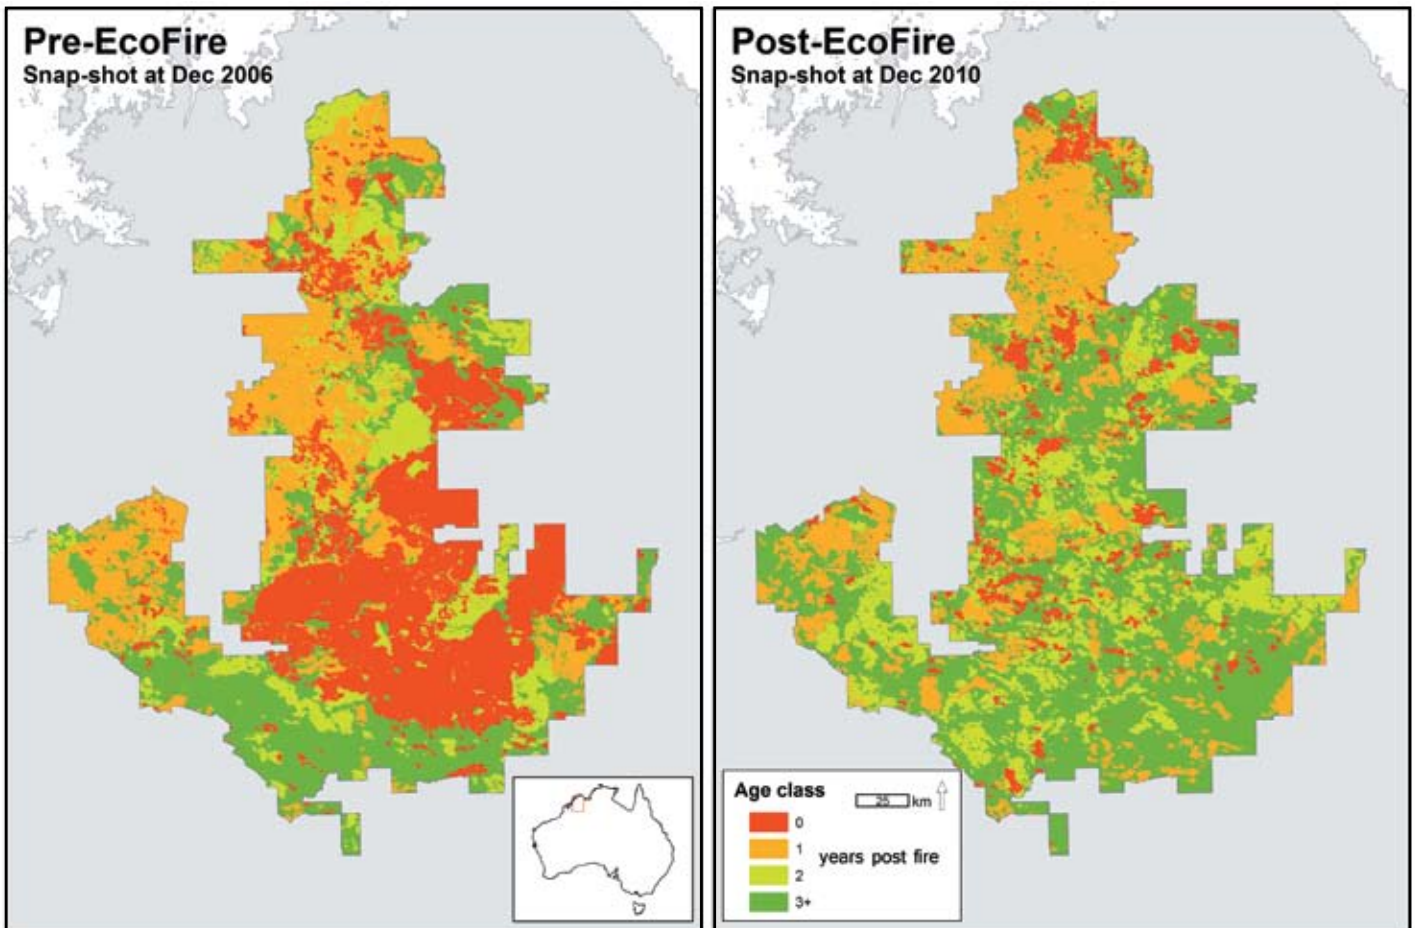 Pre-EcoFire
Snap-shot at Dec 2006
Post-EcoFire
Snap-shot at Dec 2010
Age class
25 km
0
1
years post fire
2
3+